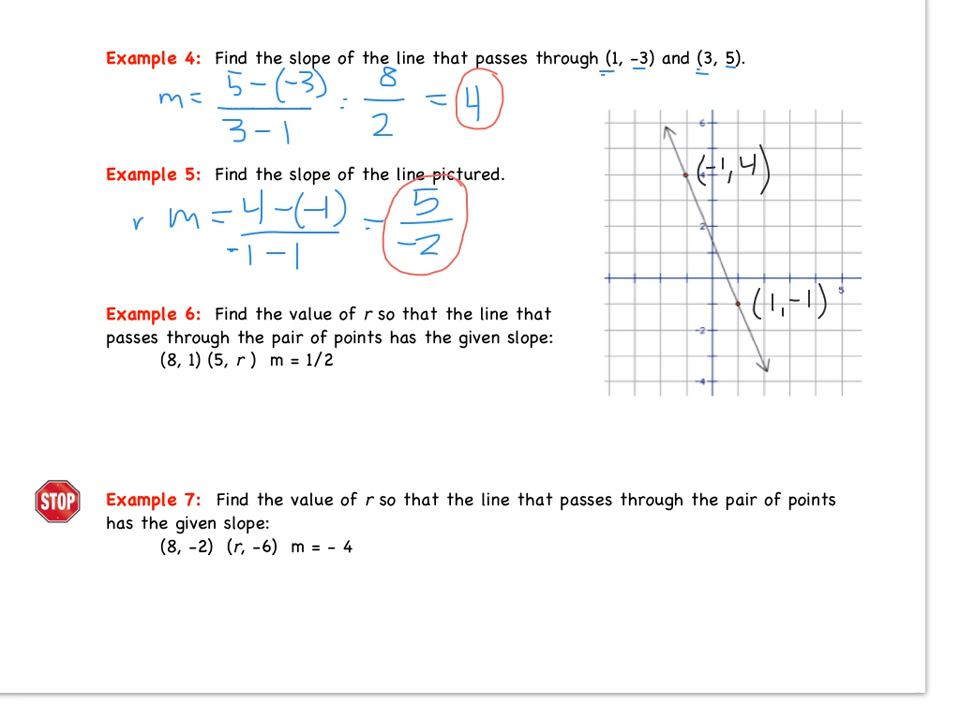 Example 4: Find the slope of the line that passes through (1, -3) and (3, 5).
m = 5 - (-3) / 3 - 1 = 8 / 2 = 4
Example 5: Find the slope of the line pictured.
r m = 4 - (-1) / -1 - 1 = 5 / -2
6
(-1, 4)
4
2
5
(1, -1)
-2
-4
Example 6: Find the value of r so that the line that
passes through the pair of points has the given slope:
(8, 1) (5, r ) m = 1/2
STOP
Example 7: Find the value of r so that the line that passes through the pair of points
has the given slope:
(8, -2) (r, -6) m = - 4